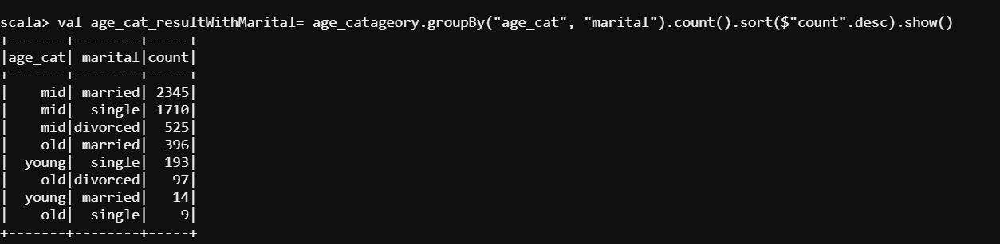 scala> val age_cat_resultWithMarital= age_catageory.groupBy("age_cat", "marital").count().sort($"count".desc).show()
+-------+--------+-----+
|age_cat| marital|count|
+-------+--------+-----+
|    mid| married| 2345|
|    mid|  single| 1710|
|    mid|divorced|  525|
|    old| married|  396|
|  young|  single|  193|
|    old|divorced|   97|
|  young| married|   14|
|    old|  single|    9|
+-------+--------+-----+